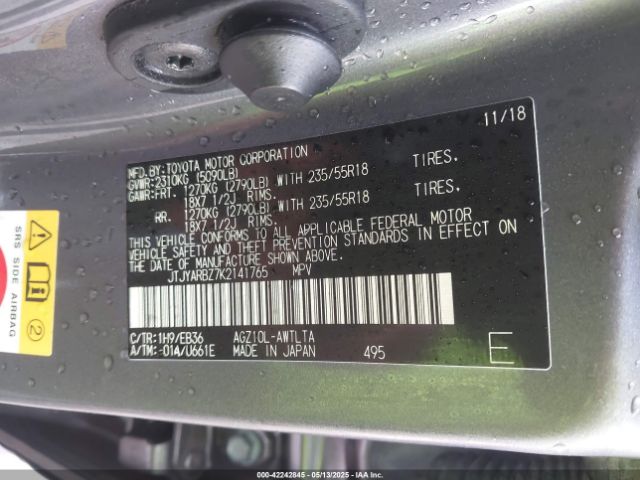 11/18
MFD. BY: TOYOTA MOTOR CORPORATION
GVWR: 2310KG (5090LB)
GAWR: FRT 1270KG (2790LB) WITH 235/55R18 TIRES,
18X7 1/2J RIMS.
RR. 1270KG (2790LB) WITH 235/55R18 TIRES,
18X7 1/2J RIMS.
THIS VEHICLE CONFORMS TO ALL APPLICABLE FEDERAL MOTOR
VEHICLE SAFETY AND THEFT PREVENTION STANDARDS IN EFFECT ON
THE DATE OF MANUFACTURE SHOWN ABOVE.
JTJYARBZ7K2141765 MPV
C/TR: 1H9/EB36 AGZ10L-AWTLTA
A/TM: -01A/U661E MADE IN JAPAN 495 E
SRS SIDE AIRBAG
2
000-42242845 - 05/13/2025 - IAAI - Copart